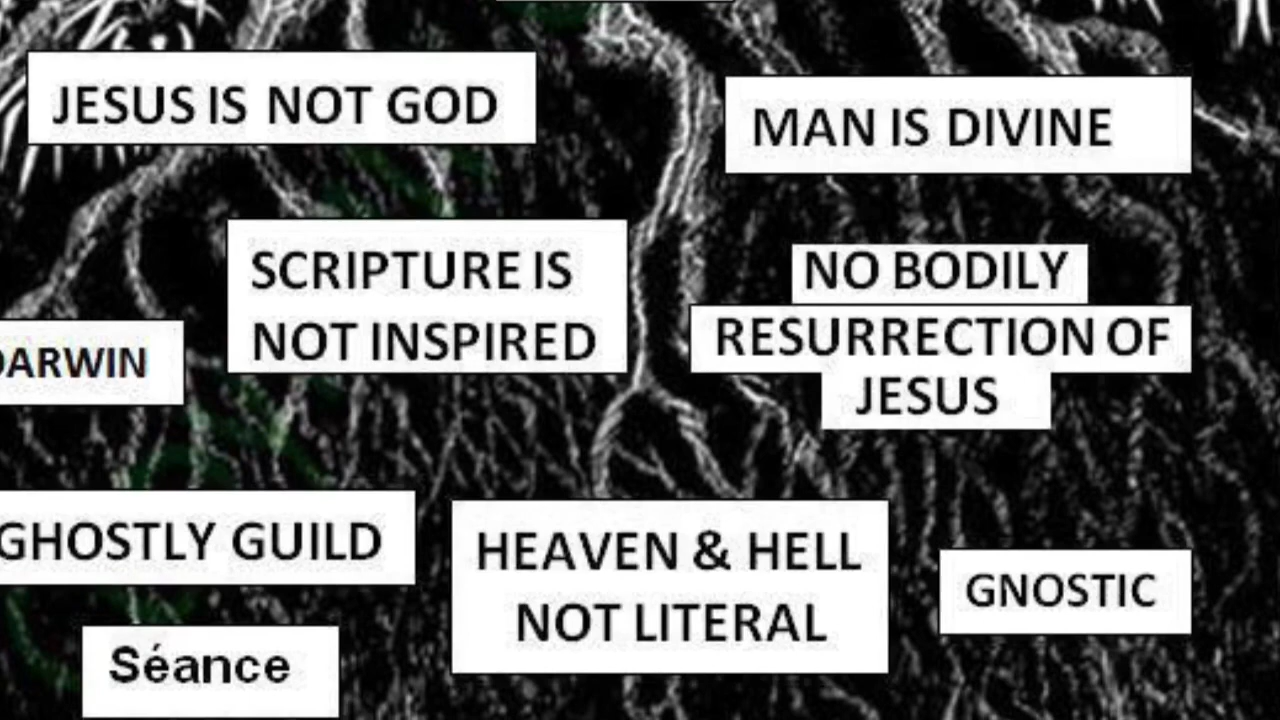 JESUS IS NOT GOD
MAN IS DIVINE
SCRIPTURE IS
NOT INSPIRED
NO BODILY
RESURRECTION OF
JESUS
DARWIN
GHOSTLY GUILD
HEAVEN & HELL
NOT LITERAL
GNOSTIC
Séance